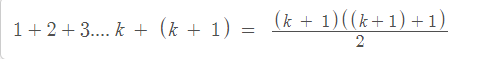 1 + 2 + 3.... k + (k + 1) = (k + 1)((k+1)+1) / 2